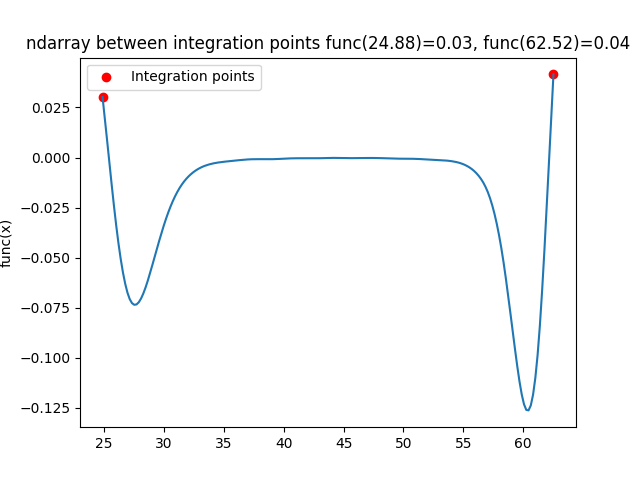 ndarray between integration points func(24.88)=0.03, func(62.52)=0.04
Integration points
0.025
0.000
−0.025
−0.050
−0.075
−0.100
−0.125
func(x)
25 30 35 40 45 50 55 60